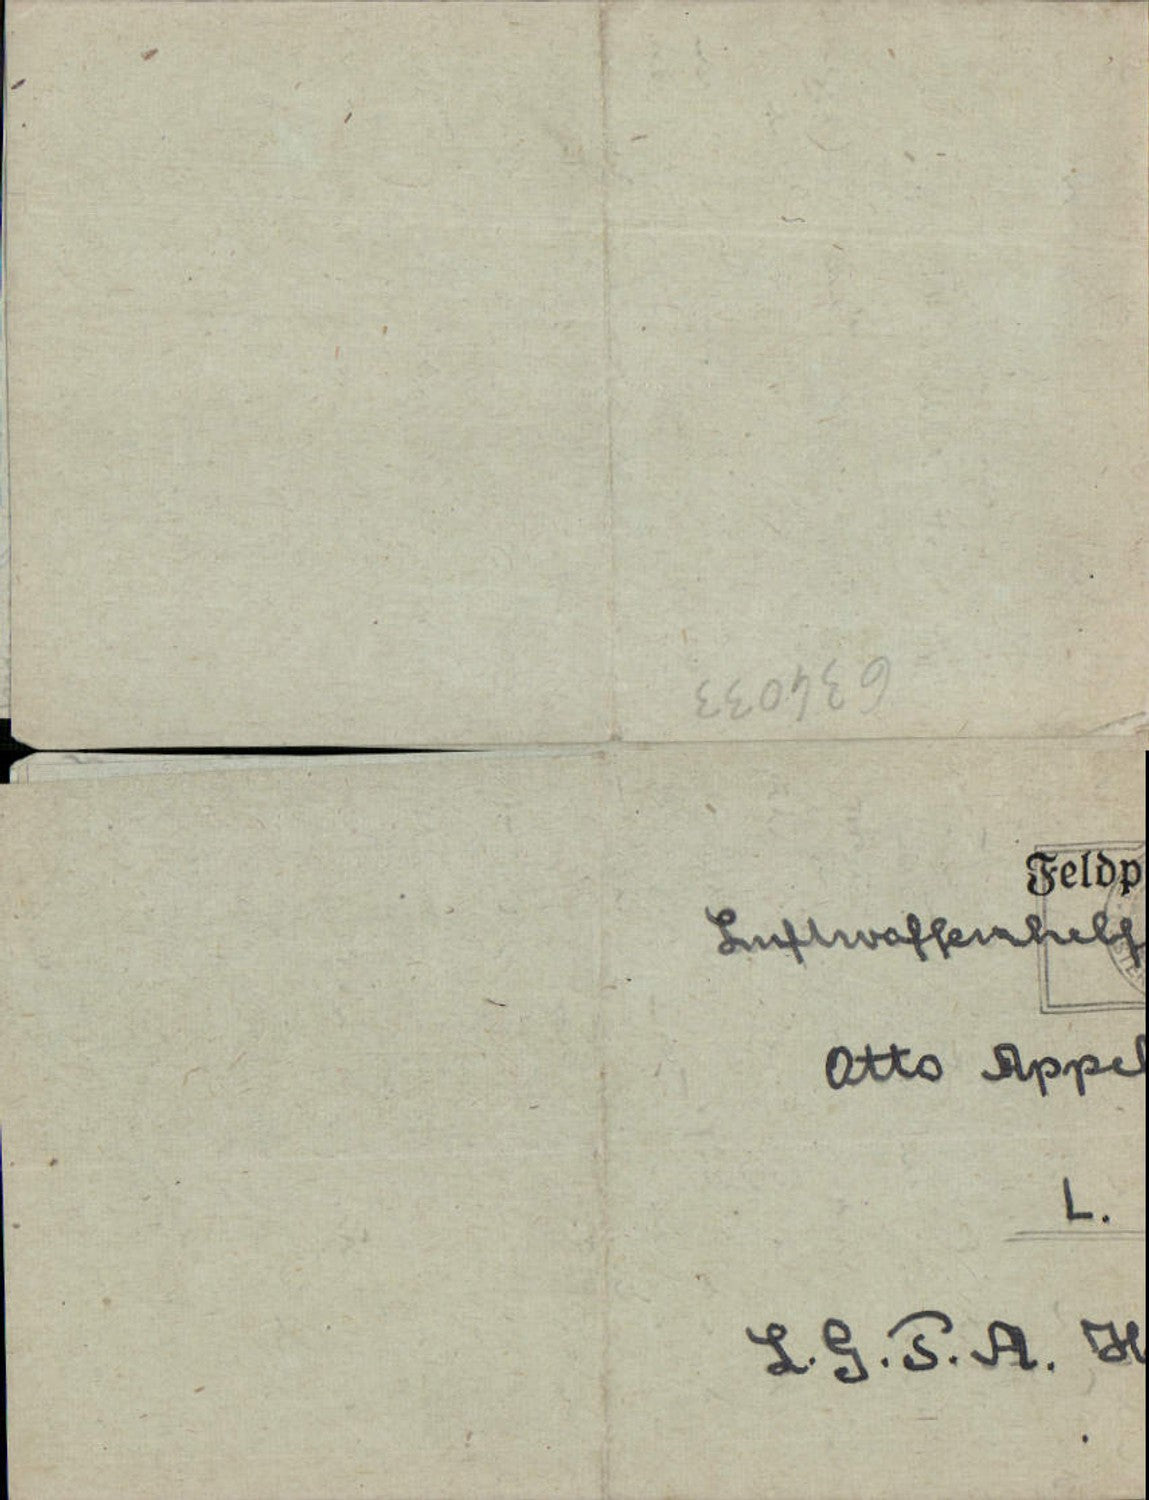 634033
Feldp
Luftwaffenhelf
Otto Appel
L.
L.G.P.A. H